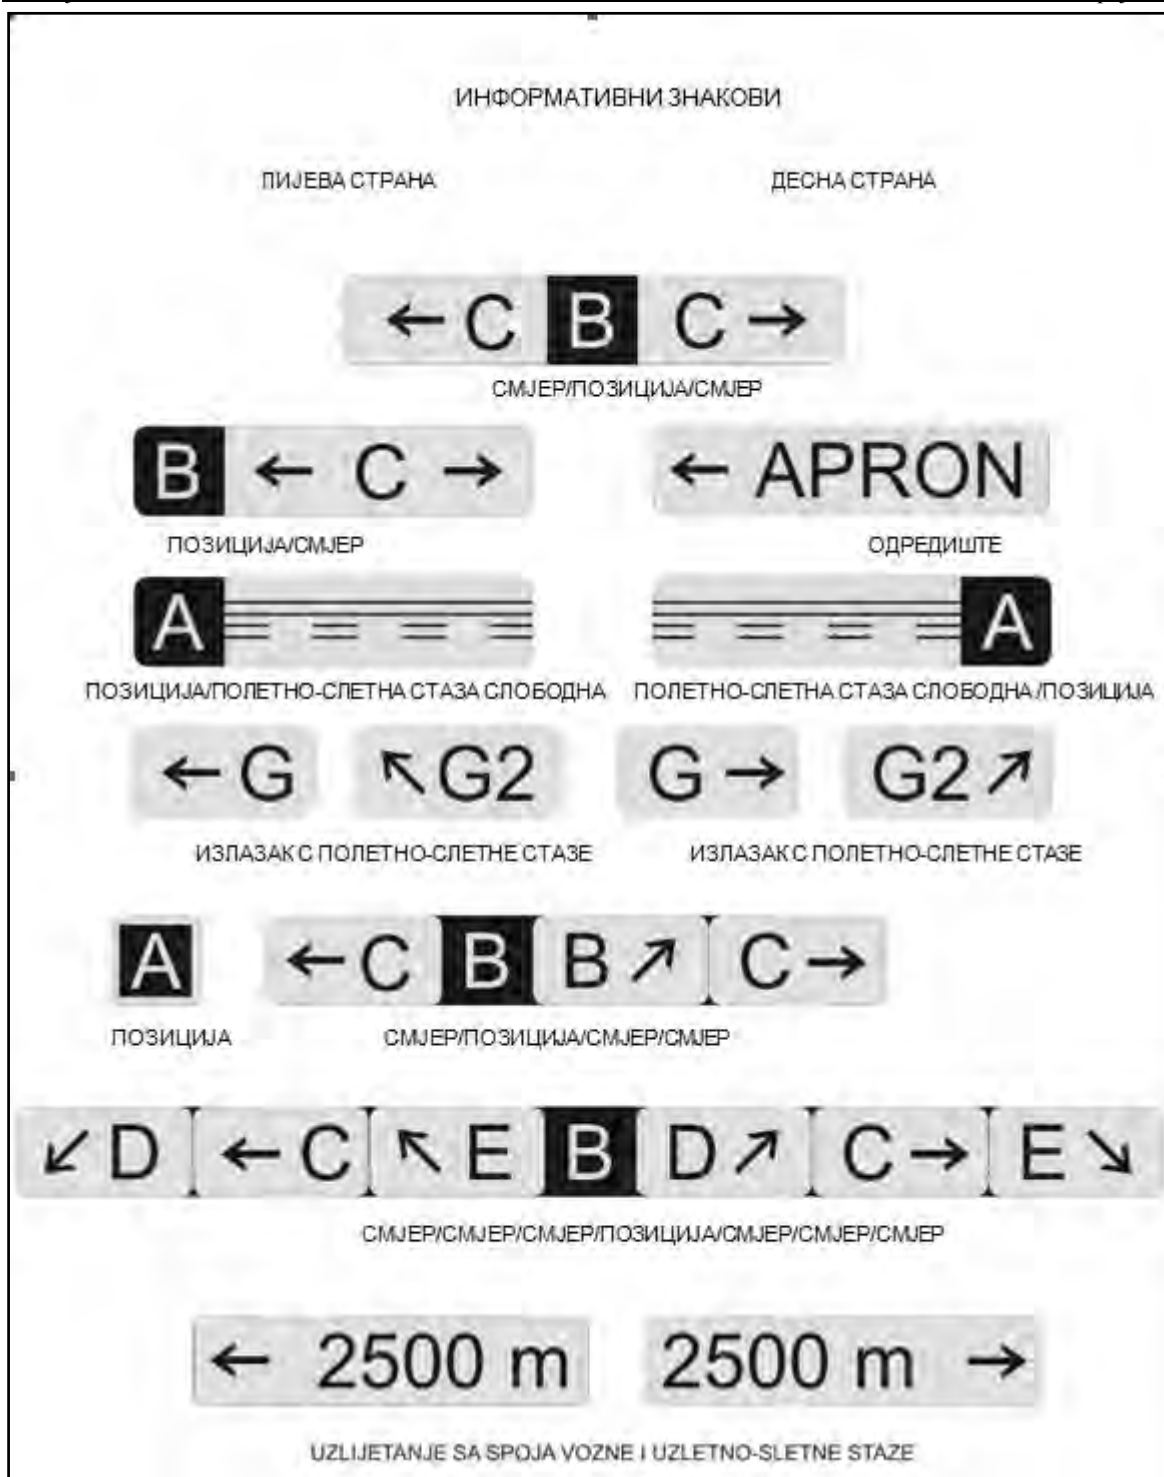 ИНФОРМАТИВНИ ЗНАКОВИ
ЛИЈЕВА СТРАНА ДЕСНА СТРАНА
← C B C →
СМЈЕР/ПОЗИЦИЈА/СМЈЕР
B ← C → ← APRON
ПОЗИЦИЈА/СМЈЕР ОДРЕДИШТЕ
A A
ПОЗИЦИЈА/ПОЛЕТНО-СЛЕТНА СТАЗА СЛОБОДНА ПОЛЕТНО-СЛЕТНА СТАЗА СЛОБОДНА/ПОЗИЦИЈА
← G ↖ G2 G → G2 ↗
ИЗЛАЗАК С ПОЛЕТНО-СЛЕТНЕ СТАЗЕ ИЗЛАЗАК С ПОЛЕТНО-СЛЕТНЕ СТАЗЕ
A ← C B B ↗ C →
ПОЗИЦИЈА СМЈЕР/ПОЗИЦИЈА/СМЈЕР/СМЈЕР
↙ D ← C ↖ E B D ↗ C → E ↘
СМЈЕР/СМЈЕР/СМЈЕР/ПОЗИЦИЈА/СМЈЕР/СМЈЕР/СМЈЕР
← 2500 m 2500 m →
UZLIJETANJE SA SPOJA VOZNE I UZLETNO-SLETNE STAZE